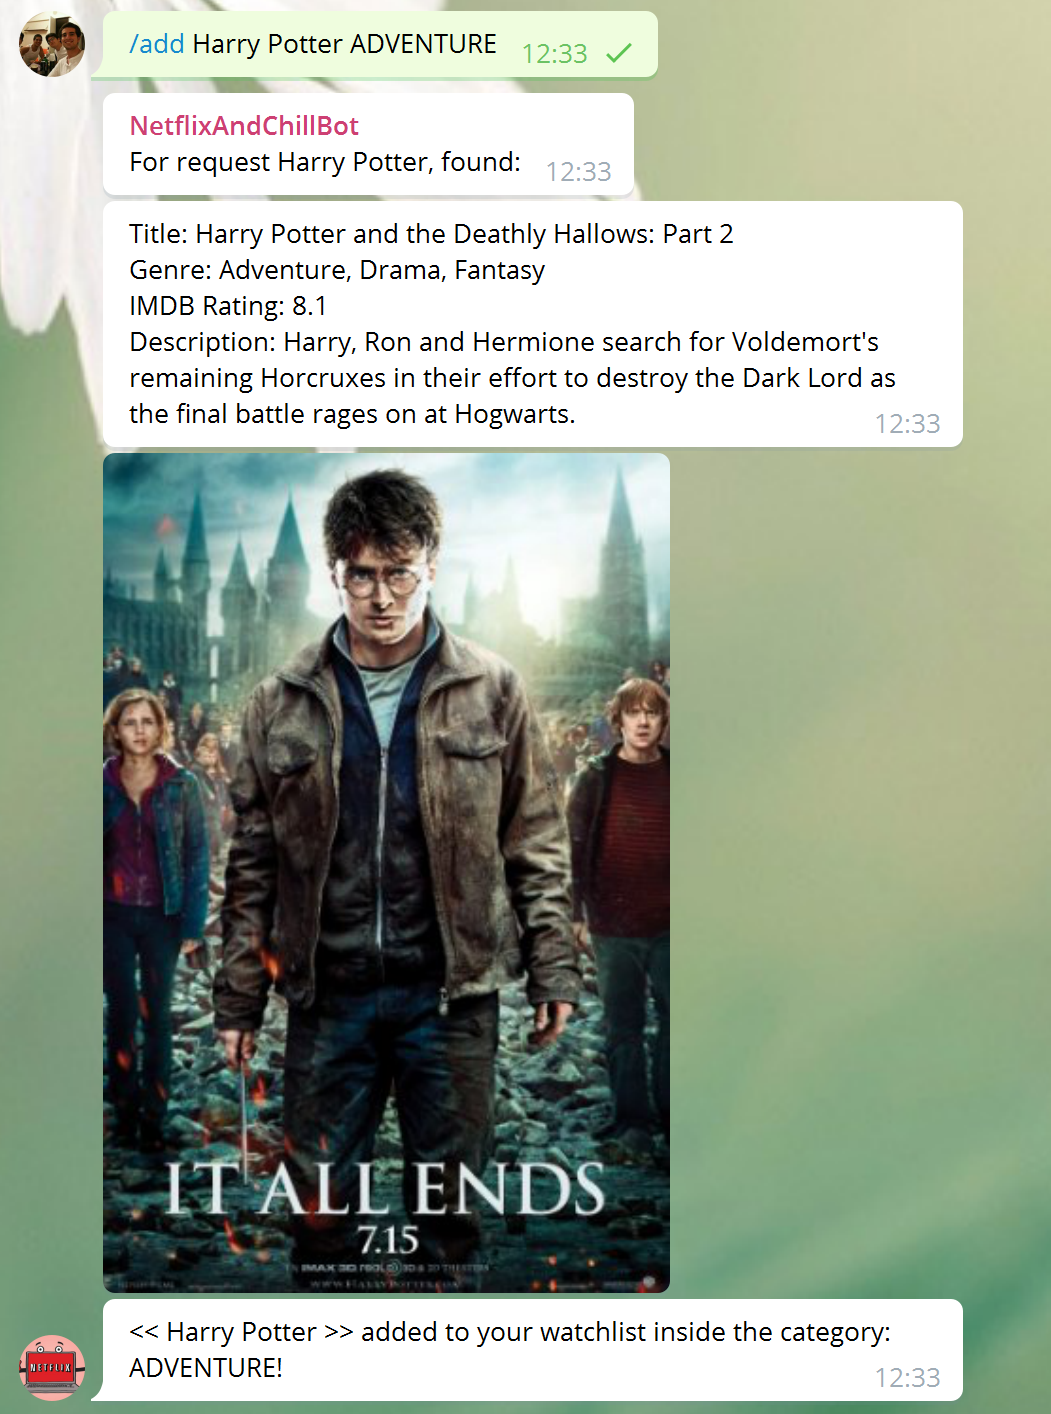 /add Harry Potter ADVENTURE 12:33
NetflixAndChillBot
For request Harry Potter, found: 12:33
Title: Harry Potter and the Deathly Hallows: Part 2
Genre: Adventure, Drama, Fantasy
IMDB Rating: 8.1
Description: Harry, Ron and Hermione search for Voldemort's
remaining Horcruxes in their effort to destroy the Dark Lord as
the final battle rages on at Hogwarts. 12:33
IT ALL ENDS
7.15
WWW.HARRYPOTTER.COM
<< Harry Potter >> added to your watchlist inside the category:
ADVENTURE! 12:33
NETFLIX